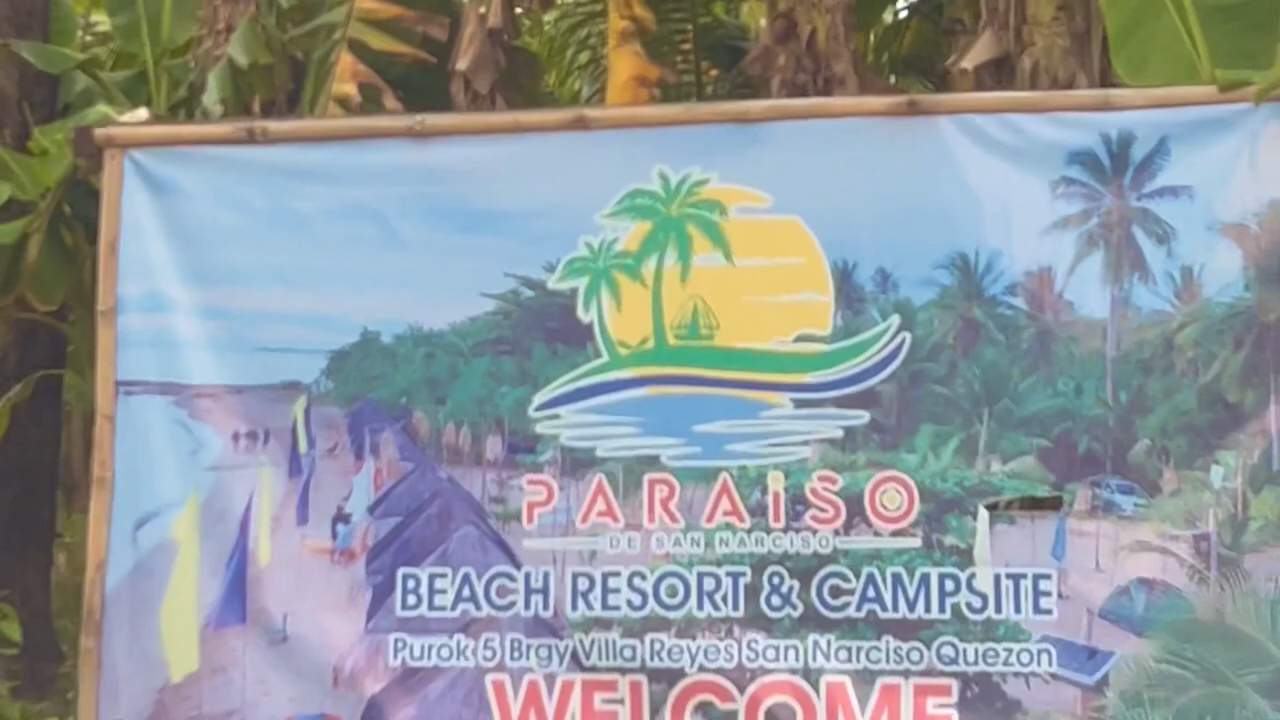 PARAiSO
DE SAN NARCISO
BEACH RESORT & CAMPSITE
Purok 5 Brgy Villa Reyes San Narciso Quezon
WELCOME